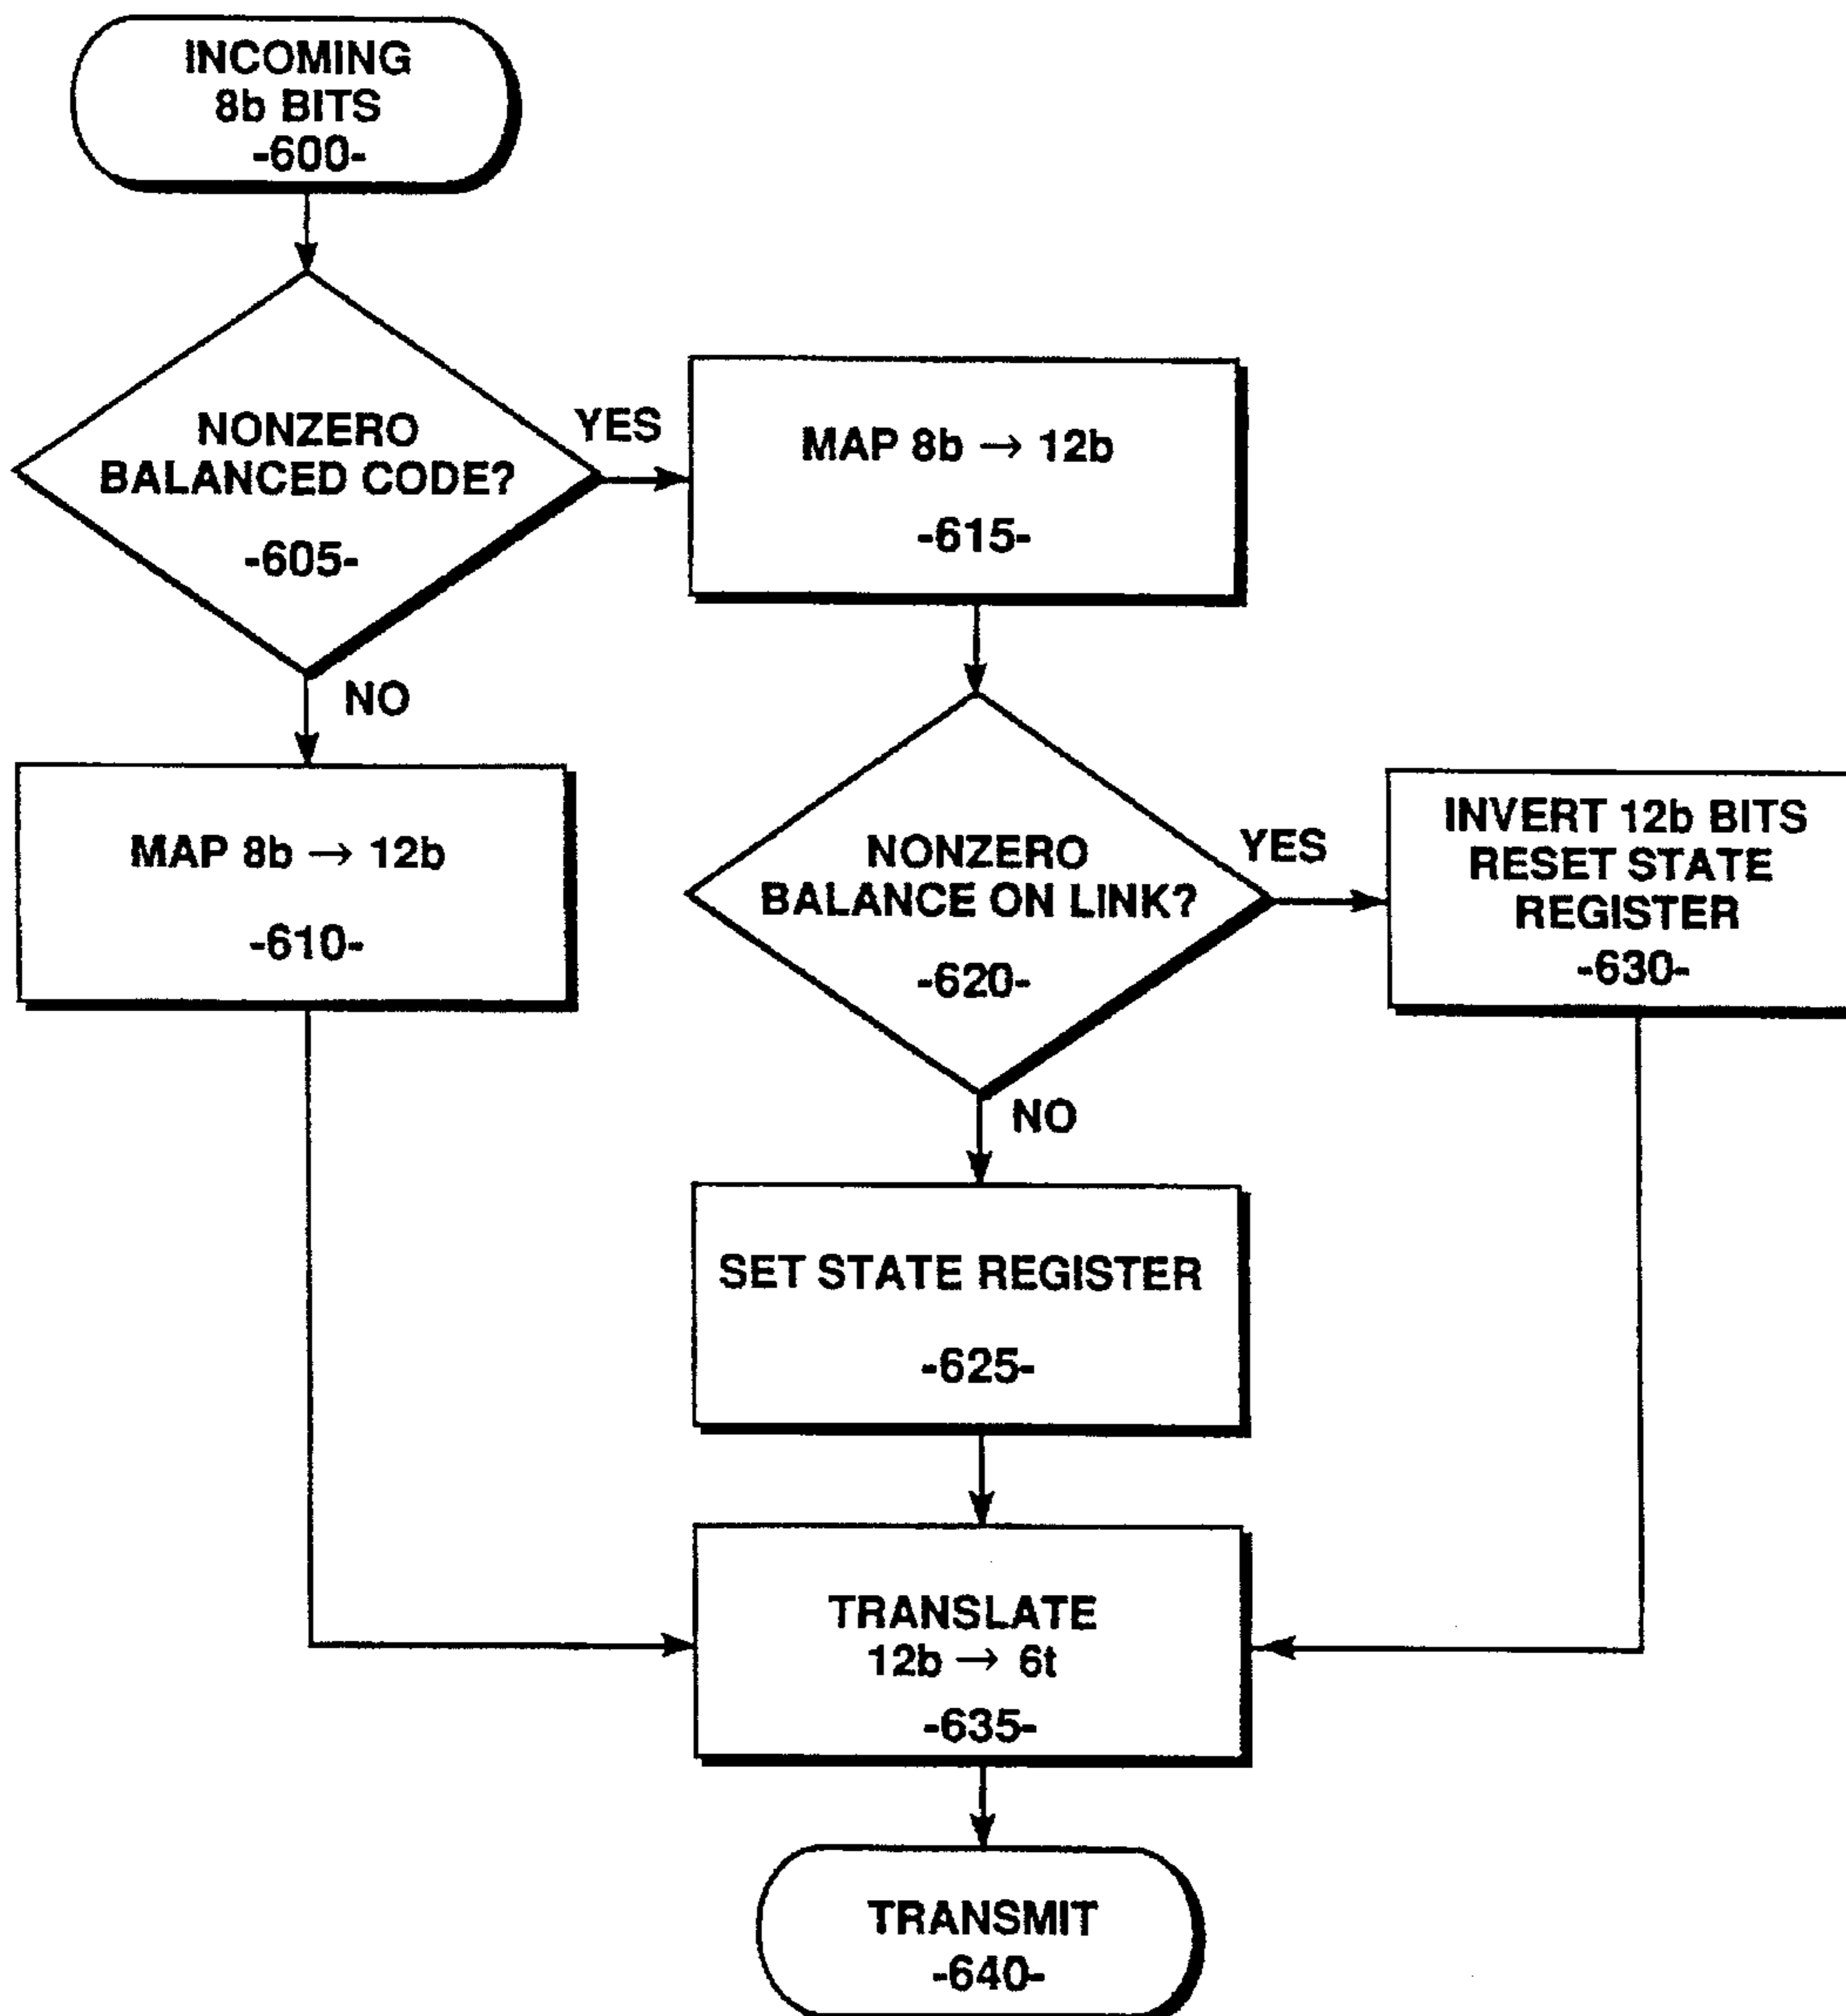 INCOMING
8b BITS
-600-
NONZERO
BALANCED CODE?
-605-
YES
NO
MAP 8b → 12b
-615-
MAP 8b → 12b
-610-
NONZERO
BALANCE ON LINK?
-620-
YES
NO
INVERT 12b BITS
RESET STATE
REGISTER
-630-
SET STATE REGISTER
-625-
TRANSLATE
12b → 6t
-635-
TRANSMIT
-640-